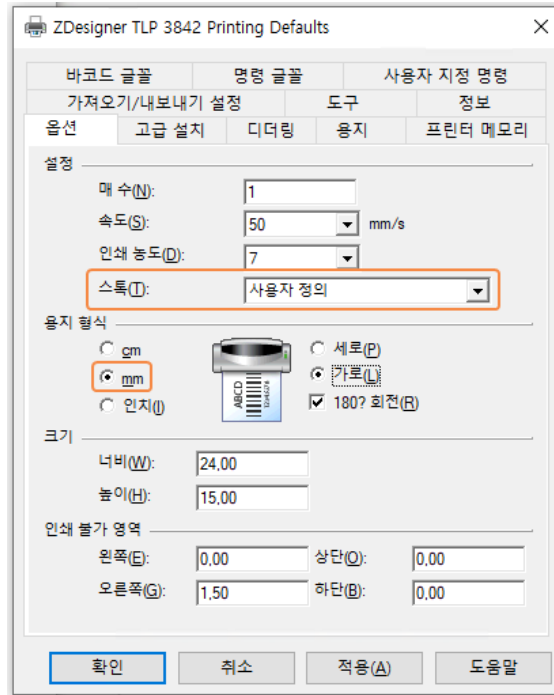 ZDesigner TLP 3842 Printing Defaults
바코드 글꼴 명령 글꼴 사용자 지정 명령
가져오기/내보내기 설정 도구 정보
옵션 고급 설치 디더링 용지 프린터 메모리
설정
매 수(N): 1
속도(S): 50 mm/s
인쇄 농도(D): 7
스톡(T): 사용자 정의
용지 형식
cm
mm
인치(I)
ABCD
세로(P)
가로(L)
180? 회전(R)
크기
너비(W): 24,00
높이(H): 15,00
인쇄 불가 영역
왼쪽(E): 0,00 상단(O): 0,00
오른쪽(G): 1,50 하단(B): 0,00
확인 취소 적용(A) 도움말